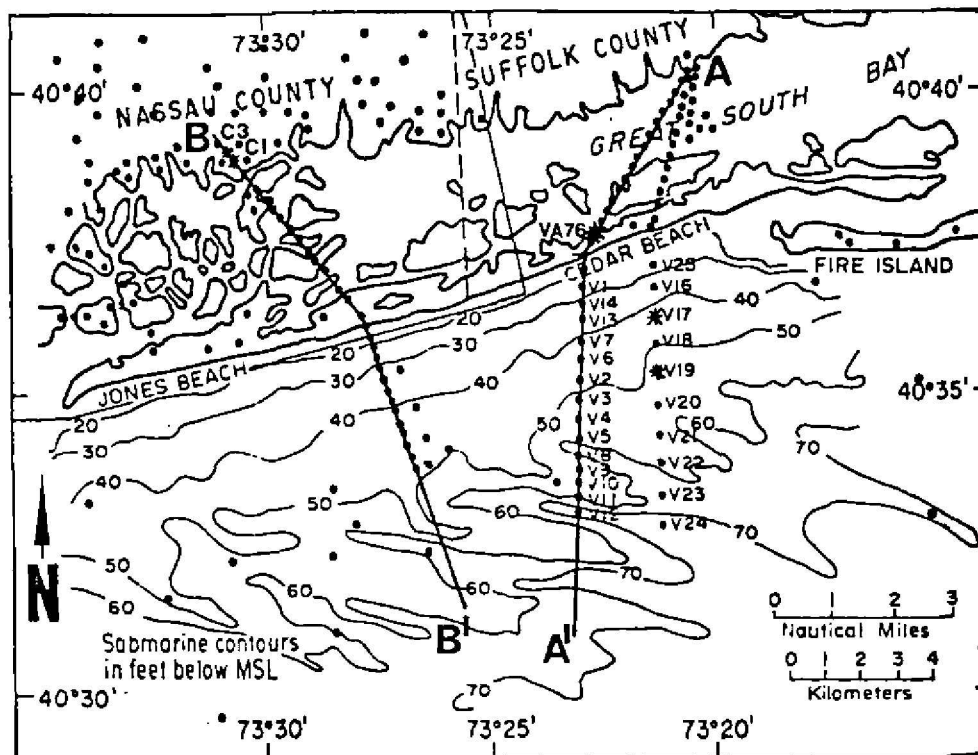 73°30'
73°25'
A
40°40'
40°40'
SUFFOLK COUNTY
NASSAU COUNTY
GREAT SOUTH BAY
B
C3
C1
VA76
CEDAR BEACH
V25
FIRE ISLAND
V1
V16
V14
V13
V17
40
20
V7
V18
50
20
30
V6
V19
JONES BEACH
40
V2
40°35'
20
V3
V20
30
40
50
V4
60
V5
V21
70
V8
V22
40
V9
V10
50
60
V11
V23
V12
V24
70
50
60
70
60
N
B'
A'
Submarine contours
in feet below MSL
0 1 2 3
Nautical Miles
0 1 2 3 4
Kilometers
70
40°30'
73°30'
73°25'
73°20'